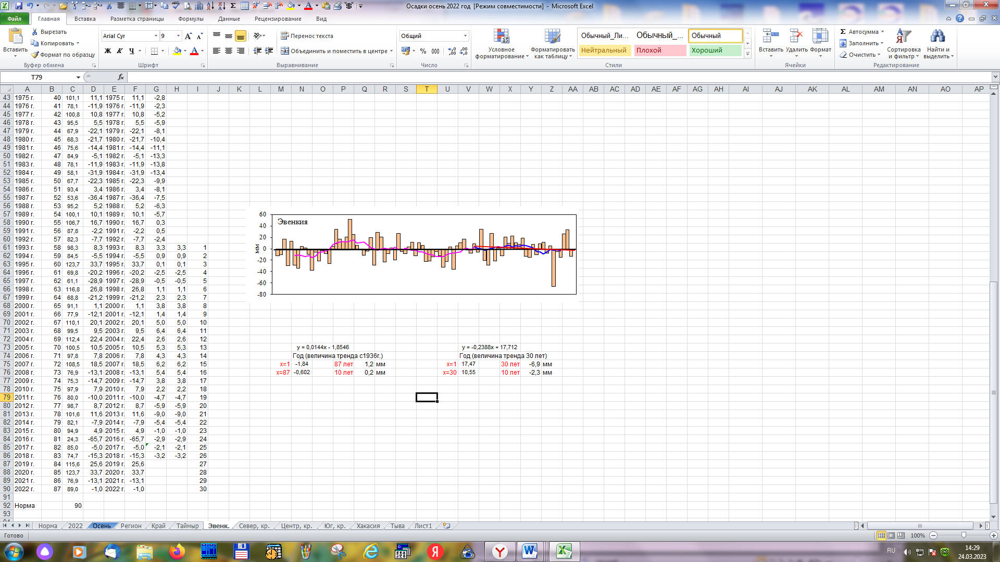 Осадки осень 2022 год  [Режим совместимости]  -  Microsoft Excel
Файл Главная Вставка Разметка страницы Формулы Данные Рецензирование Вид
Вставить
Вырезать
Копировать
Формат по образцу
Буфер обмена
Arial Cyr 9
Ж К Ч
Шрифт
Перенос текста
Объединить и поместить в центре
Выравнивание
Общий
% 000
Число
Условное форматирование
Форматировать как таблицу
Обычный_Ли... Обычный_... Обычный
Нейтральный Плохой Хороший
Стили
Вставить Удалить Формат
Ячейки
Σ Автосумма
Заполнить
Очистить
Сортировка и фильтр
Найти и выделить
Редактирование
T79 fx
A B C D E F G H I J K L M N O P Q R S T U V W X Y Z AA AB AC AD AE AF AG AH AI AJ AK AL AM AN AO AP
43 1975 г. 40 101,1 11,1 1975 г. 11,1 -2,8
44 1976 г. 41 78,1 -11,9 1976 г. -11,9 -2,3
45 1977 г. 42 100,8 10,8 1977 г. 10,8 -5,2
46 1978 г. 43 95,5 5,5 1978 г. 5,5 -5,9
47 1979 г. 44 67,9 -22,1 1979 г. -22,1 -8,1
48 1980 г. 45 68,3 -21,7 1980 г. -21,7 -10,4
49 1981 г. 46 75,6 -14,4 1981 г. -14,4 -11,1
50 1982 г. 47 84,9 -5,1 1982 г. -5,1 -13,3
51 1983 г. 48 78,1 -11,9 1983 г. -11,9 -13,8
52 1984 г. 49 58,1 -31,9 1984 г. -31,9 -13,4
53 1985 г. 50 67,7 -22,3 1985 г. -22,3 -9,9
54 1986 г. 51 93,4 3,4 1986 г. 3,4 -8,1
55 1987 г. 52 53,6 -36,4 1987 г. -36,4 -7,5
56 1988 г. 53 95,2 5,2 1988 г. 5,2 -6,3
57 1989 г. 54 100,1 10,1 1989 г. 10,1 -5,7
58 1990 г. 55 106,7 16,7 1990 г. 16,7 0,3
59 1991 г. 56 87,8 -2,2 1991 г. -2,2 0,5
60 1992 г. 57 82,3 -7,7 1992 г. -7,7 -2,4
61 1993 г. 58 98,3 8,3 1993 г. 8,3 3,3 3,3 1
62 1994 г. 59 84,5 -5,5 1994 г. -5,5 0,9 0,9 2
63 1995 г. 60 123,7 33,7 1995 г. 33,7 0,1 0,1 3
64 1996 г. 61 69,8 -20,2 1996 г. -20,2 -2,5 -2,5 4
65 1997 г. 62 61,1 -28,9 1997 г. -28,9 -0,5 -0,5 5
66 1998 г. 63 116,8 26,8 1998 г. 26,8 1,1 1,1 6
67 1999 г. 64 68,8 -21,2 1999 г. -21,2 2,3 2,3 7
68 2000 г. 65 91,1 1,1 2000 г. 1,1 3,8 3,8 8
69 2001 г. 66 77,9 -12,1 2001 г. -12,1 1,4 1,4 9
70 2002 г. 67 110,1 20,1 2002 г. 20,1 5,0 5,0 10
71 2003 г. 68 99,5 9,5 2003 г. 9,5 6,4 6,4 11
72 2004 г. 69 112,4 22,4 2004 г. 22,4 2,6 2,6 12
73 2005 г. 70 100,5 10,5 2005 г. 10,5 5,3 5,3 13
74 2006 г. 71 97,8 7,8 2006 г. 7,8 4,3 4,3 14
75 2007 г. 72 108,5 18,5 2007 г. 18,5 6,2 6,2 15
76 2008 г. 73 76,9 -13,1 2008 г. -13,1 5,4 5,4 16
77 2009 г. 74 75,3 -14,7 2009 г. -14,7 3,8 3,8 17
78 2010 г. 75 97,9 7,9 2010 г. 7,9 2,2 2,2 18
79 2011 г. 76 80,0 -10,0 2011 г. -10,0 -4,7 -4,7 19
80 2012 г. 77 98,7 8,7 2012 г. 8,7 -5,9 -5,9 20
81 2013 г. 78 101,6 11,6 2013 г. 11,6 -9,0 -9,0 21
82 2014 г. 79 82,1 -7,9 2014 г. -7,9 -5,4 -5,4 22
83 2015 г. 80 94,9 4,9 2015 г. 4,9 -1,0 -1,0 23
84 2016 г. 81 24,3 -65,7 2016 г. -65,7 -2,9 -2,9 24
85 2017 г. 82 85,0 -5,0 2017 г. -5,0 -2,1 -2,1 25
86 2018 г. 83 74,7 -15,3 2018 г. -15,3 -3,2 -3,2 26
87 2019 г. 84 115,6 25,6 2019 г. 25,6 27
88 2020 г. 85 123,7 33,7 2020 г. 33,7 28
89 2021 г. 86 76,9 -13,1 2021 г. -13,1 29
90 2022 г. 87 89,0 -1,0 2022 г. -1,0 30
91
92 Норма 90
93
Эвенкия
мм
60
40
20
0
-20
-40
-60
-80
y = 0,0144x - 1,8546
Год (величина тренда с1936г.)
x=1 -1,84 87 лет 1,2 мм
x=87 -0,602 10 лет 0,2 мм
y = -0,2388x + 17,712
Год (величина тренда 30 лет)
x=1 17,47 30 лет -6,9 мм
x=30 10,55 10 лет -2,3 мм
Норма 2022 Осень Регион Край Таймыр Эвенк. Север, кр. Центр, кр. Юг, кр. Хакасия Тыва Лист1
Готово 100%
RU 14:29
24.03.2023